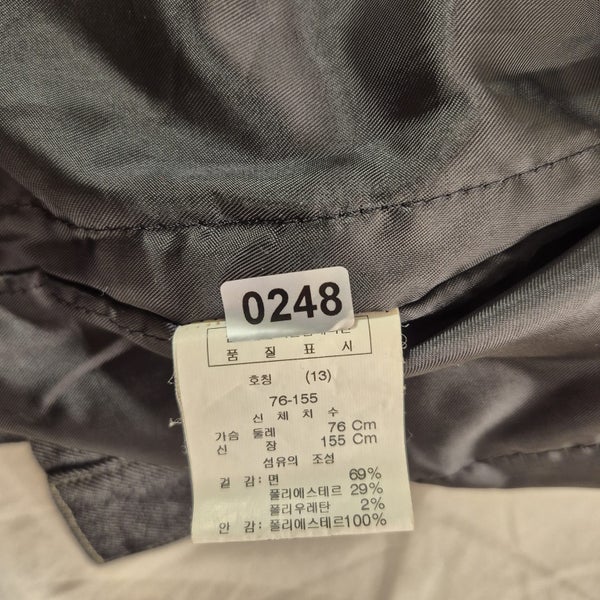 0248
품 질 표 시
호칭 (13)
76-155
신 체 치 수
가슴 둘레 76 Cm
신 장 155 Cm
섬유의 조성
겉 감 : 면 69%
폴리에스테르 29%
폴리우레탄 2%
안 감 : 폴리에스테르100%